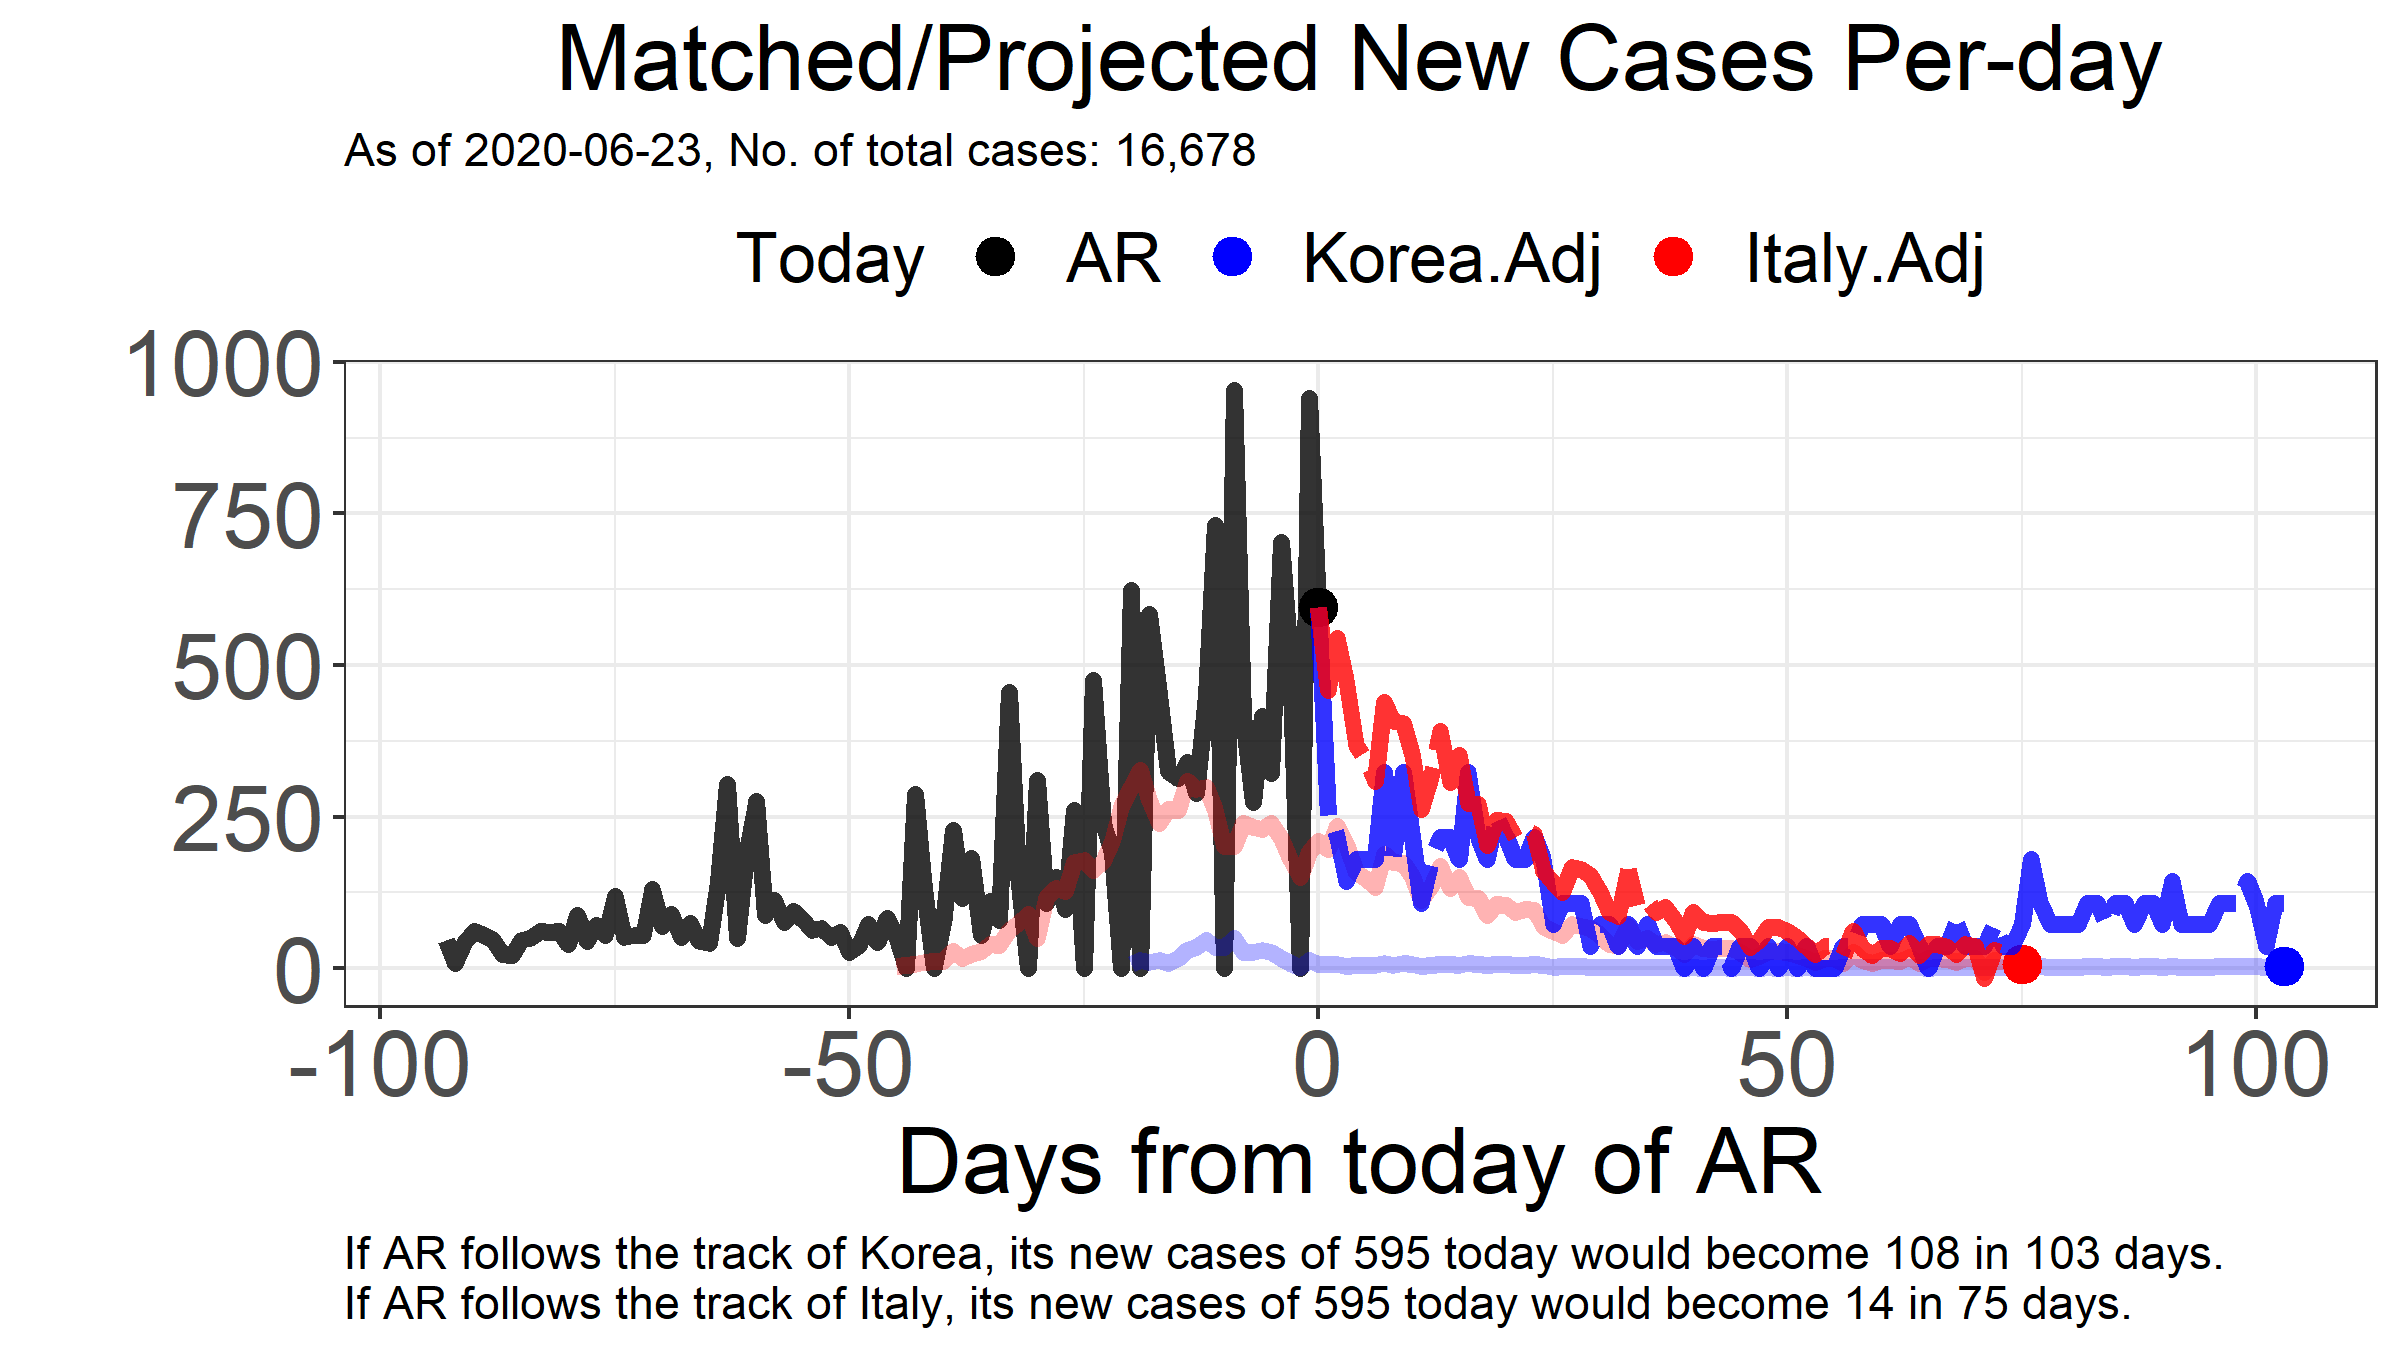 Matched/Projected New Cases Per-day
As of 2020-06-23, No. of total cases: 16,678
Today AR Korea.Adj Italy.Adj
1000
750
500
250
0
-100 -50 0 50 100
Days from today of AR
If AR follows the track of Korea, its new cases of 595 today would become 108 in 103 days.
If AR follows the track of Italy, its new cases of 595 today would become 14 in 75 days.